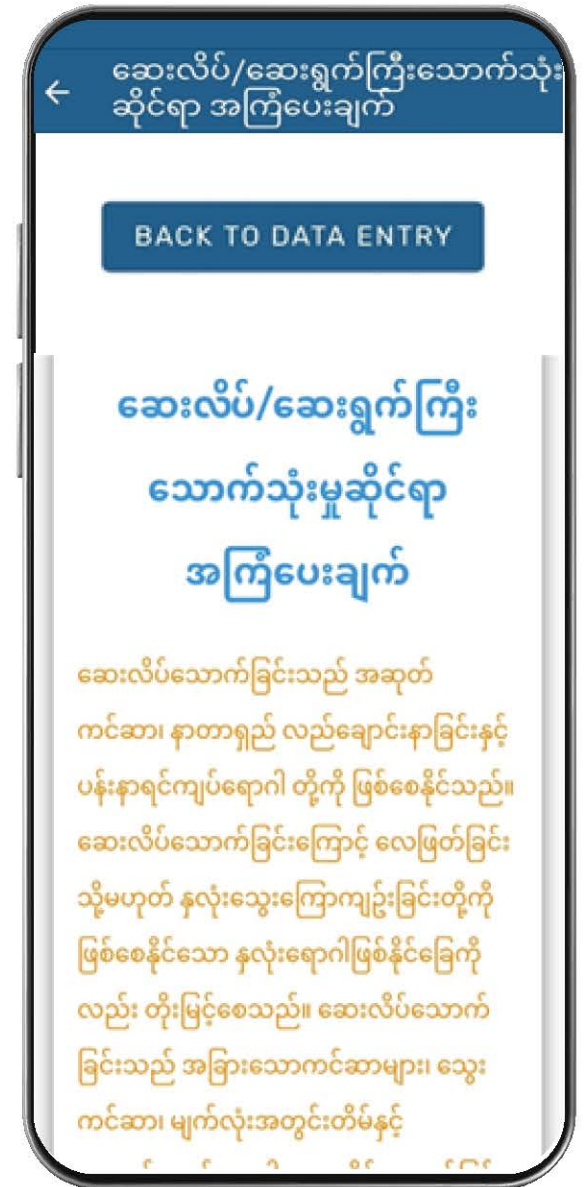 ဆေးလိပ်/ဆေးရွက်ကြီးသောက်သုံး
ဆိုင်ရာ အကြံပေးချက်
BACK TO DATA ENTRY
ဆေးလိပ်/ဆေးရွက်ကြီး
သောက်သုံးမှုဆိုင်ရာ
အကြံပေးချက်
ဆေးလိပ်သောက်ခြင်းသည် အဆုတ်
ကင်ဆာ၊ နာတာရှည် လည်ချောင်းနာခြင်းနှင့်
ပန်းနာရင်ကျပ်ရောဂါ တို့ကို ဖြစ်စေနိုင်သည်။
ဆေးလိပ်သောက်ခြင်းကြောင့် လေဖြတ်ခြင်း
သို့မဟုတ် နှလုံးသွေးကြောကျဥ်းခြင်းတို့ကို
ဖြစ်စေနိုင်သော နှလုံးရောဂါဖြစ်နိုင်ခြေကို
လည်း တိုးမြင့်စေသည်။ ဆေးလိပ်သောက်
ခြင်းသည် အခြားသောကင်ဆာများ၊ သွေး
ကင်ဆာ၊ မျက်လုံးအတွင်းတိမ်နှင့်